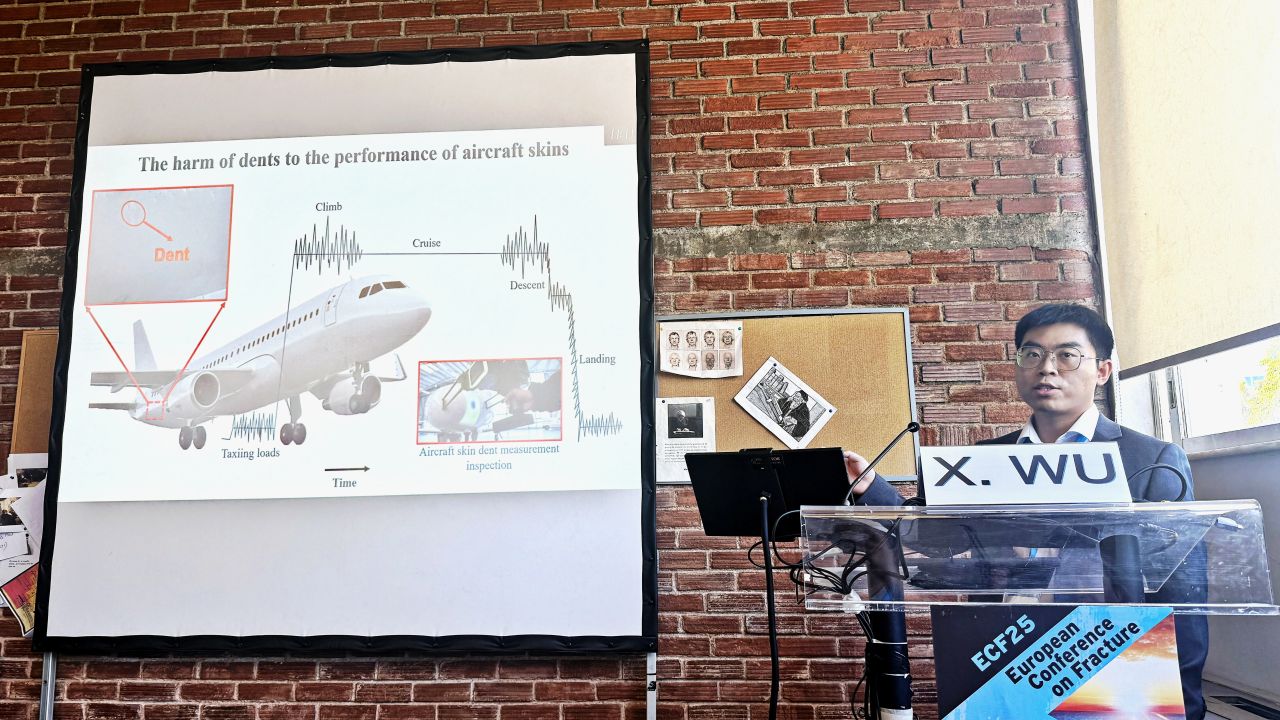 The harm of dents to the performance of aircraft skins
Dent
Climb
Cruise
Descent
Landing
Taxiing loads
Aircraft skin dent measurement
inspection
Time
X. WU
ECF25
European
Conference
on Fracture